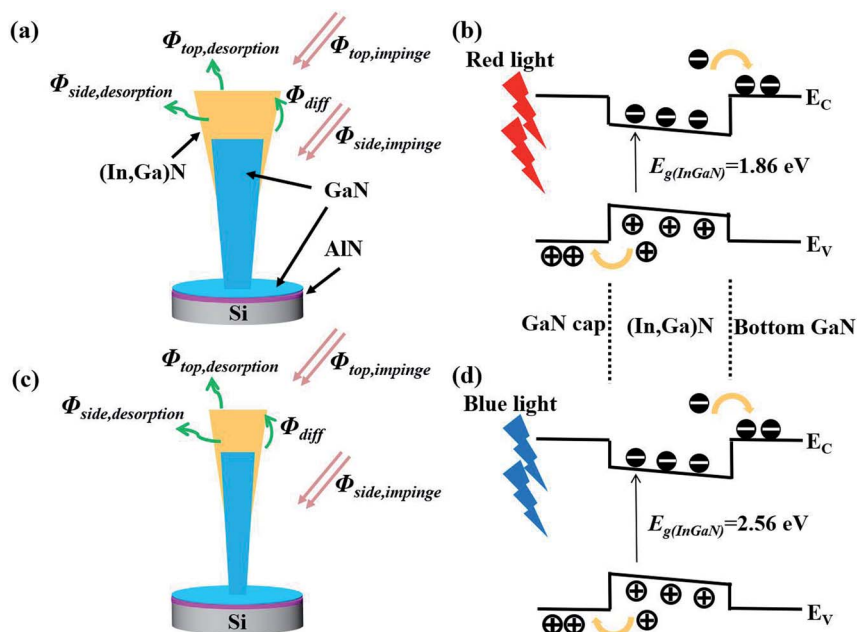 (a)
Φtop,desorption
Φtop,impinge
Φside,desorption
Φdiff
Φside,impinge
(In,Ga)N
GaN
AlN
Si
(b)
Red light
EC
Eg(InGaN)=1.86 eV
EV
GaN cap
(In,Ga)N
Bottom GaN
(c)
Φtop,desorption
Φtop,impinge
Φside,desorption
Φdiff
Φside,impinge
Si
(d)
Blue light
EC
Eg(InGaN)=2.56 eV
EV